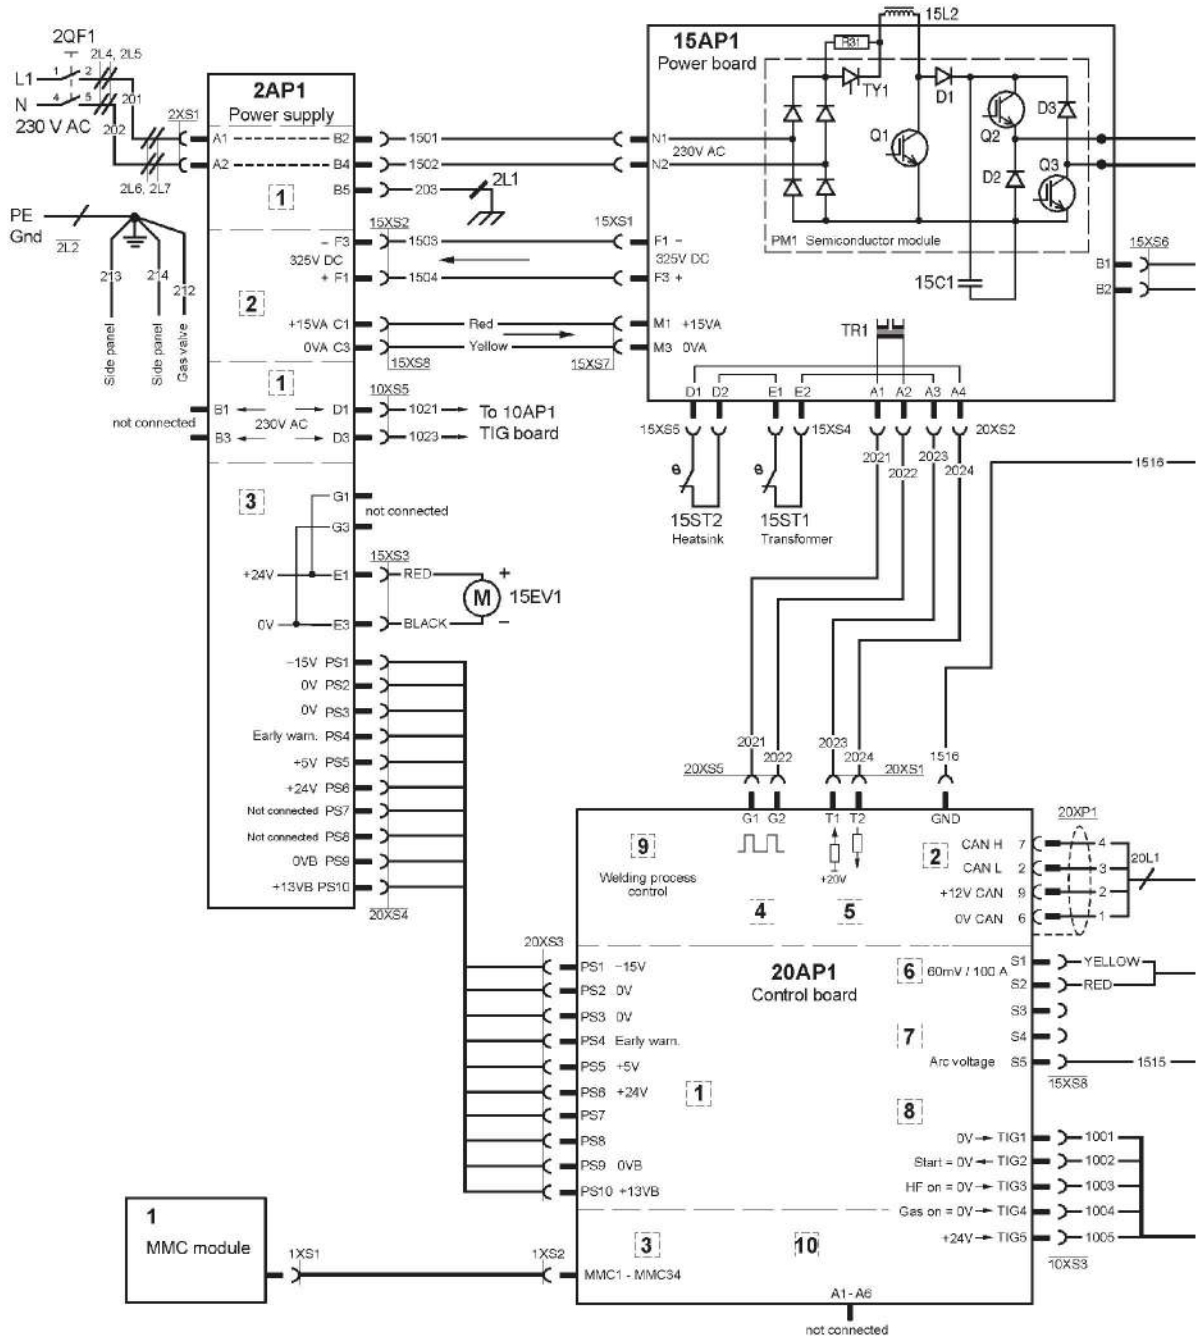 2QF1
2L4, 2L5
L1
1
2
N
4
5
230 V AC
201
202
2XS1
2L6, 2L7
PE
Gnd
2L2
213
214
212
Side panel
Side panel
Gas valve
2AP1
Power supply
A1
B2
1501
A2
B4
1502
B5
203
2L1
1
15XS2
15XS1
– F3
1503
325V DC
+ F1
1504
2
+15VA C1
Red
0VA C3
Yellow
15XS8
15XS7
1
10XS5
B1
D1
1021
To 10AP1
not connected
230V AC
B3
D3
1023
TIG board
3
G1
not connected
G3
15XS3
+24V
E1
RED
M
+
15EV1
–
0V
E3
BLACK
–15V PS1
0V PS2
0V PS3
Early warn. PS4
+5V PS5
+24V PS6
Not connected PS7
Not connected PS8
0VB PS9
+13VB PS10
20XS4
15AP1
Power board
15L2
R31
TY1
D1
Q1
Q2
D3
D2
Q3
N1
230V AC
N2
PM1 Semiconductor module
F1 –
325V DC
F3 +
15C1
15XS6
B1
B2
M1 +15VA
M3 0VA
TR1
D1 D2 E1 E2 A1 A2 A3 A4
15XS5
15XS4
20XS2
2021
2022
2023
2024
θ
θ
15ST2
Heatsink
15ST1
Transformer
1516
2021
2022
2023
2024
1516
20XS5
20XS1
G1 G2 T1 T2 GND
+20V
9
Welding process
control
4
5
2
20XP1
CAN H 7
4
CAN L 2
3
+12V CAN 9
2
0V CAN 6
1
20L1
20AP1
Control board
20XS3
PS1 –15V
PS2 0V
PS3 0V
PS4 Early warn.
PS5 +5V
PS6 +24V
PS7
PS8
PS9 0VB
PS10 +13VB
1
6
60mV / 100 A
S1
YELLOW
S2
RED
S3
7
S4
Arc voltage S5
1515
15XS8
8
0V TIG1
1001
Start = 0V TIG2
1002
HF on = 0V TIG3
1003
Gas on = 0V TIG4
1004
+24V TIG5
1005
10XS3
1
MMC module
1XS1
1XS2
3
10
MMC1 - MMC34
A1 - A6
not connected